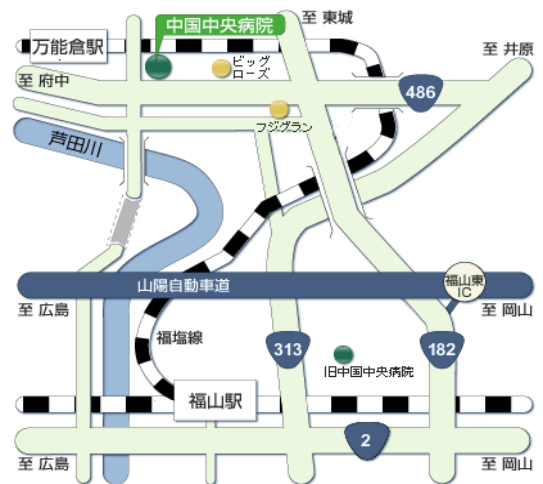 中国中央病院
至 東城
万能倉駅
至 井原
ビッグ
ローズ
至 府中
486
フジグラン
芦田川
山陽自動車道
福山東
IC
至 広島
至 岡山
福塩線
313
182
旧中国中央病院
福山駅
2
至 広島
至 岡山